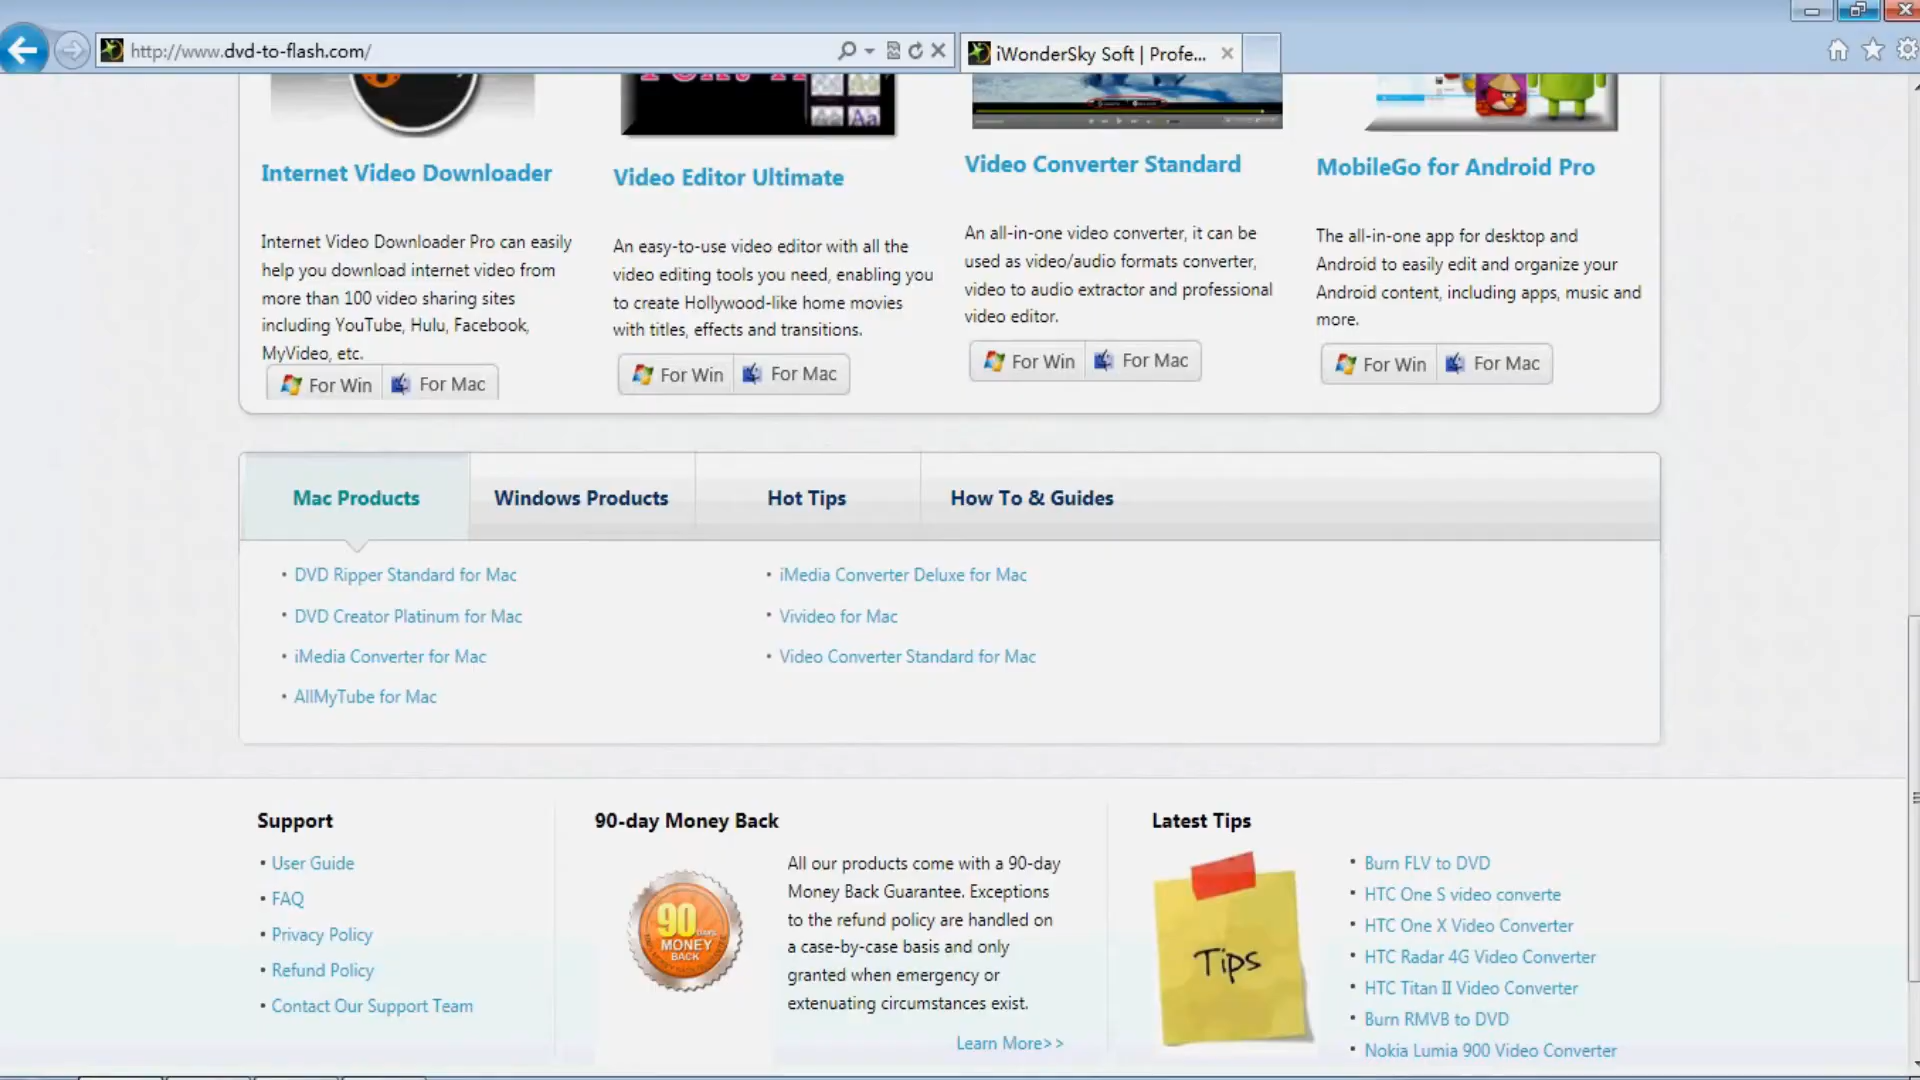 http://www.dvd-to-flash.com/
iWonderSky Soft | Profe...
Internet Video Downloader
Internet Video Downloader Pro can easily
help you download internet video from
more than 100 video sharing sites
including YouTube, Hulu, Facebook,
MyVideo, etc.
For Win
For Mac
Video Editor Ultimate
An easy-to-use video editor with all the
video editing tools you need, enabling you
to create Hollywood-like home movies
with titles, effects and transitions.
For Win
For Mac
Video Converter Standard
An all-in-one video converter, it can be
used as video/audio formats converter,
video to audio extractor and professional
video editor.
For Win
For Mac
MobileGo for Android Pro
The all-in-one app for desktop and
Android to easily edit and organize your
Android content, including apps, music and
more.
For Win
For Mac
Mac Products
Windows Products
Hot Tips
How To & Guides
• DVD Ripper Standard for Mac
• DVD Creator Platinum for Mac
• iMedia Converter for Mac
• AllMyTube for Mac
• iMedia Converter Deluxe for Mac
• Vivideo for Mac
• Video Converter Standard for Mac
Support
• User Guide
• FAQ
• Privacy Policy
• Refund Policy
• Contact Our Support Team
90-day Money Back
90 DAYS
MONEY
BACK
All our products come with a 90-day
Money Back Guarantee. Exceptions
to the refund policy are handled on
a case-by-case basis and only
granted when emergency or
extenuating circumstances exist.
Learn More>>
Latest Tips
Tips
• Burn FLV to DVD
• HTC One S video converte
• HTC One X Video Converter
• HTC Radar 4G Video Converter
• HTC Titan II Video Converter
• Burn RMVB to DVD
• Nokia Lumia 900 Video Converter